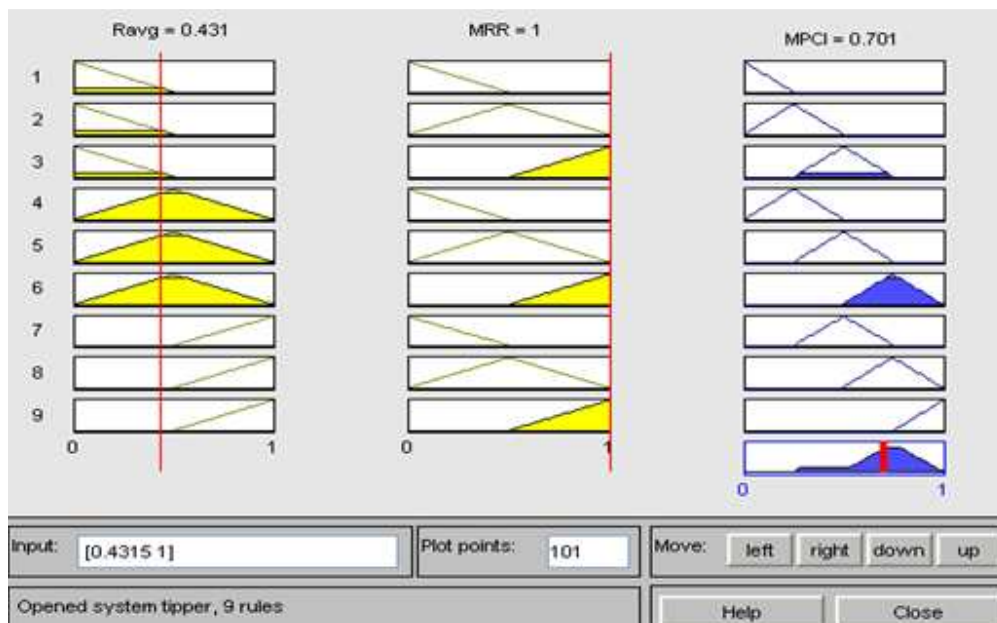 Ravg = 0.431
MRR = 1
MPCI = 0.701
1
2
3
4
5
6
7
8
9
0 1
0 1
0 1
Input: [0.4315 1]
Plot points: 101
Move: left right down up
Opened system tipper, 9 rules
Help Close